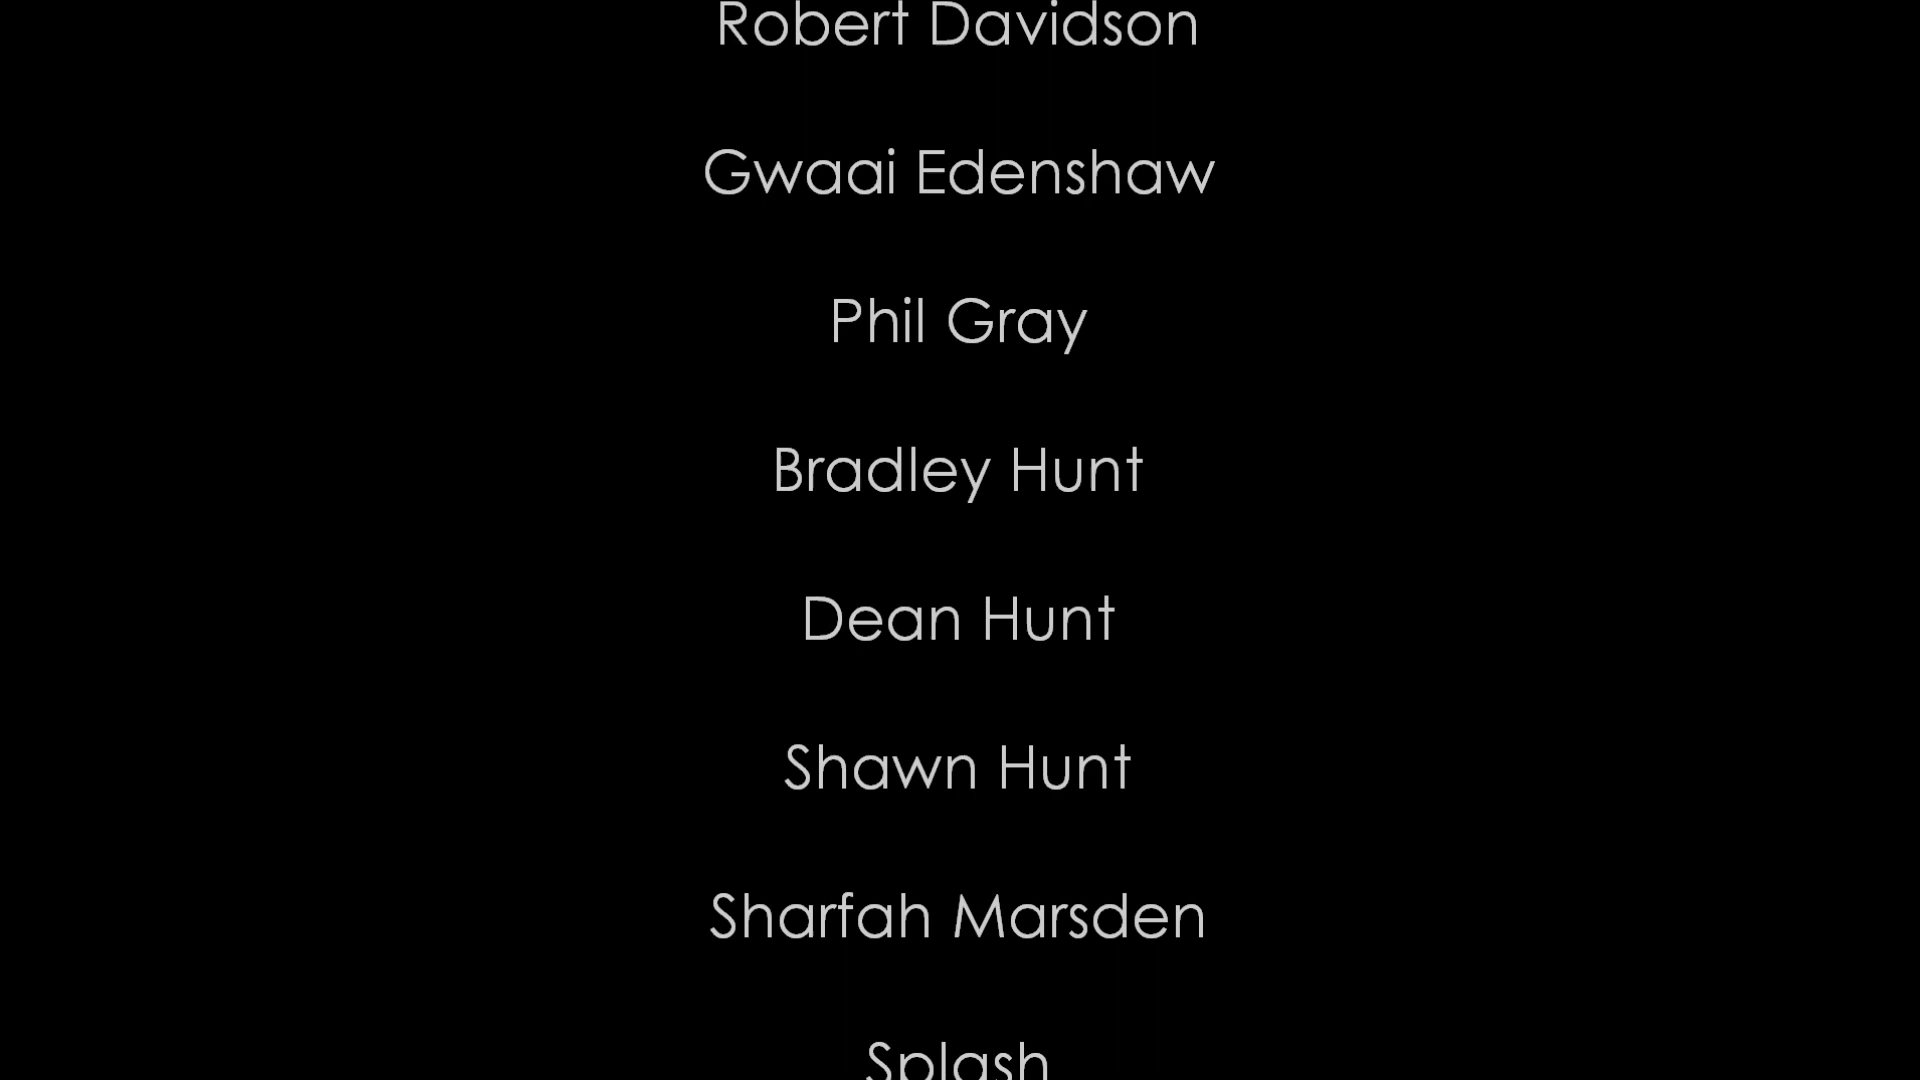 Robert Davidson
Gwaai Edenshaw
Phil Gray
Bradley Hunt
Dean Hunt
Shawn Hunt
Sharfah Marsden
Splash